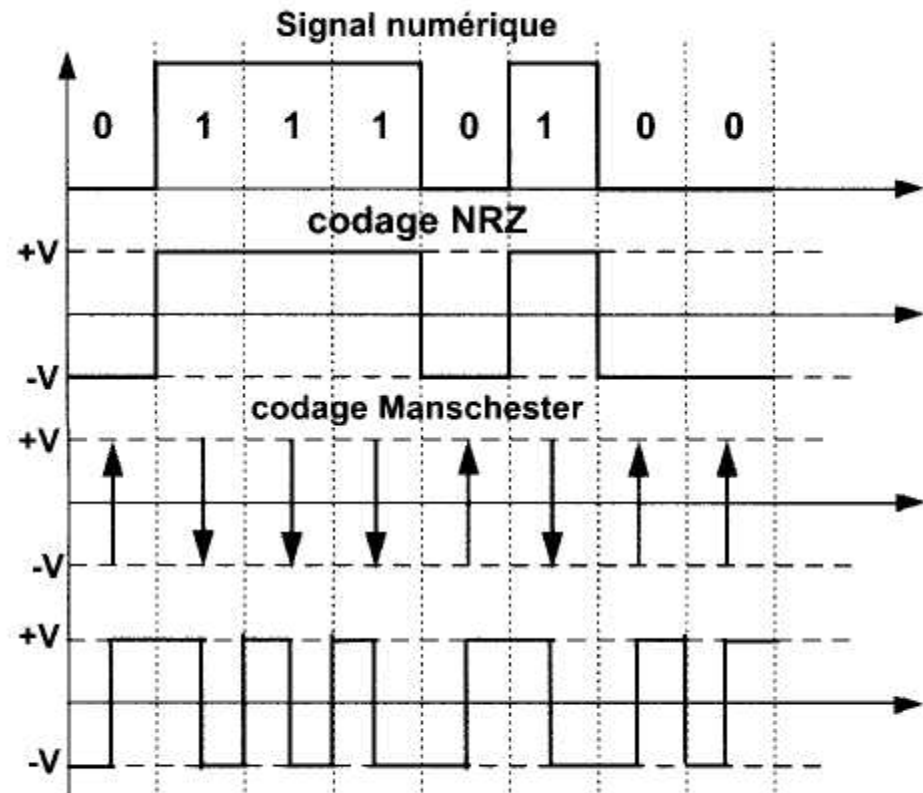 Signal numérique
0 1 1 1 0 1 0 0
codage NRZ
+V
-V
codage Manschester
+V
-V
+V
-V